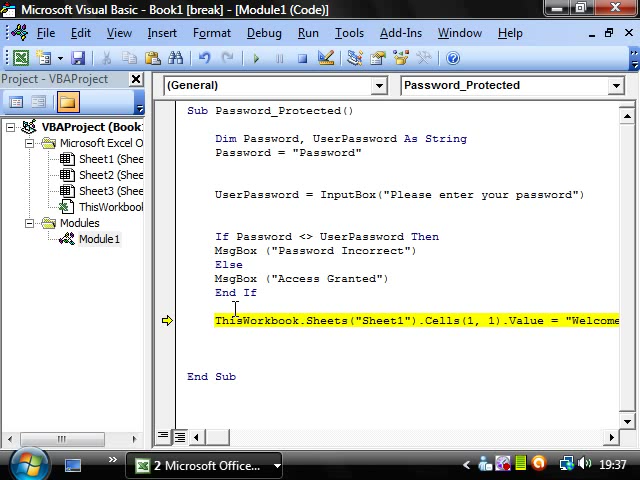 Microsoft Visual Basic - Book1 [break] - [Module1 (Code)]
File Edit View Insert Format Debug Run Tools Add-Ins Window Help
Project - VBAProject
(General) Password_Protected
VBAProject (Book1
Microsoft Excel O
Sheet1 (Shee
Sheet2 (Shee
Sheet3 (Shee
ThisWorkbook
Modules
Module1
Sub Password_Protected()
Dim Password, UserPassword As String
Password = "Password"
UserPassword = InputBox("Please enter your password")
If Password <> UserPassword Then
MsgBox ("Password Incorrect")
Else
MsgBox ("Access Granted")
End If
ThisWorkbook.Sheets("Sheet1").Cells(1, 1).Value = "Welcome
End Sub
2 Microsoft Office...
19:37